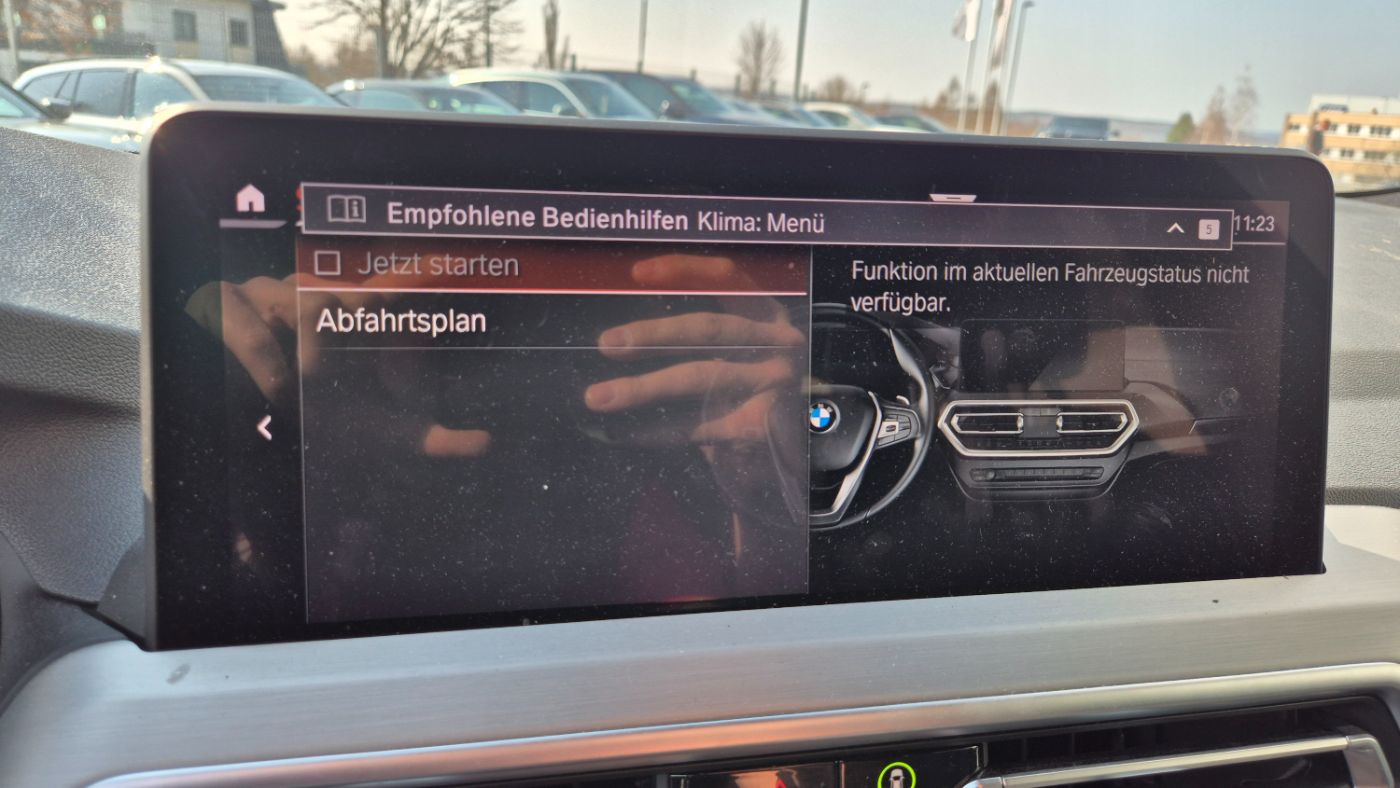 Empfohlene Bedienhilfen Klima: Menü
5
11:23
Jetzt starten
Abfahrtsplan
Funktion im aktuellen Fahrzeugstatus nicht
verfügbar.